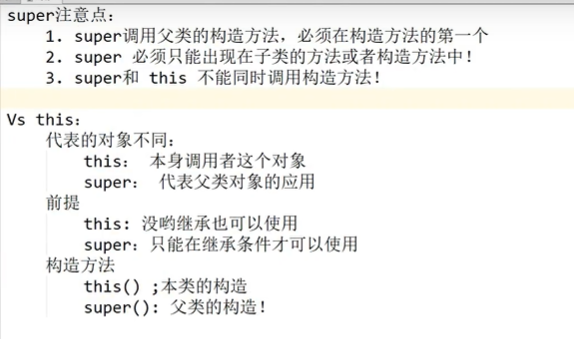 super注意点：
1. super调用父类的构造方法，必须在构造方法的第一个
2. super 必须只能出现在子类的方法或者构造方法中！
3. super和 this 不能同时调用构造方法！
Vs this：
代表的对象不同：
this： 本身调用者这个对象
super： 代表父类对象的应用
前提
this：没哟继承也可以使用
super：只能在继承条件才可以使用
构造方法
this() ;本类的构造
super()：父类的构造！